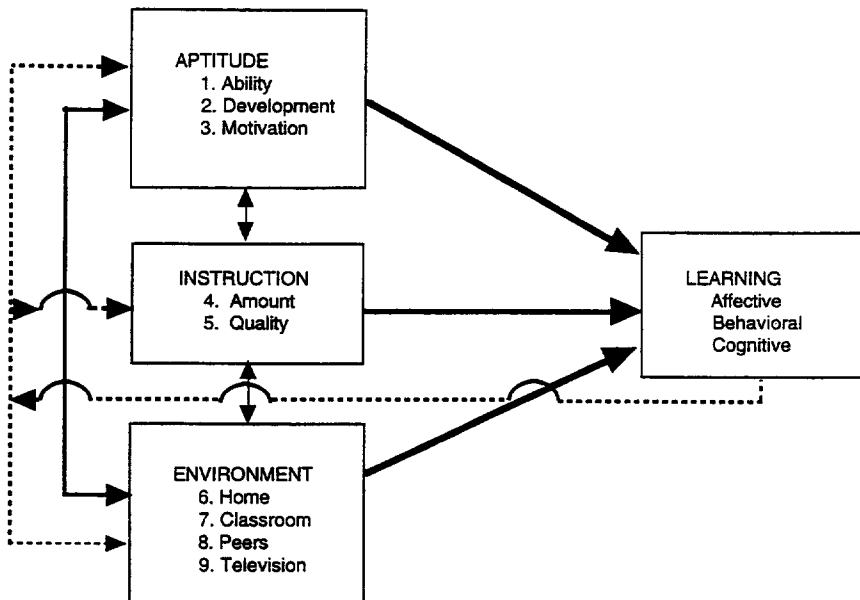 APTITUDE
1. Ability
2. Development
3. Motivation
INSTRUCTION
4. Amount
5. Quality
ENVIRONMENT
6. Home
7. Classroom
8. Peers
9. Television
LEARNING
Affective
Behavioral
Cognitive